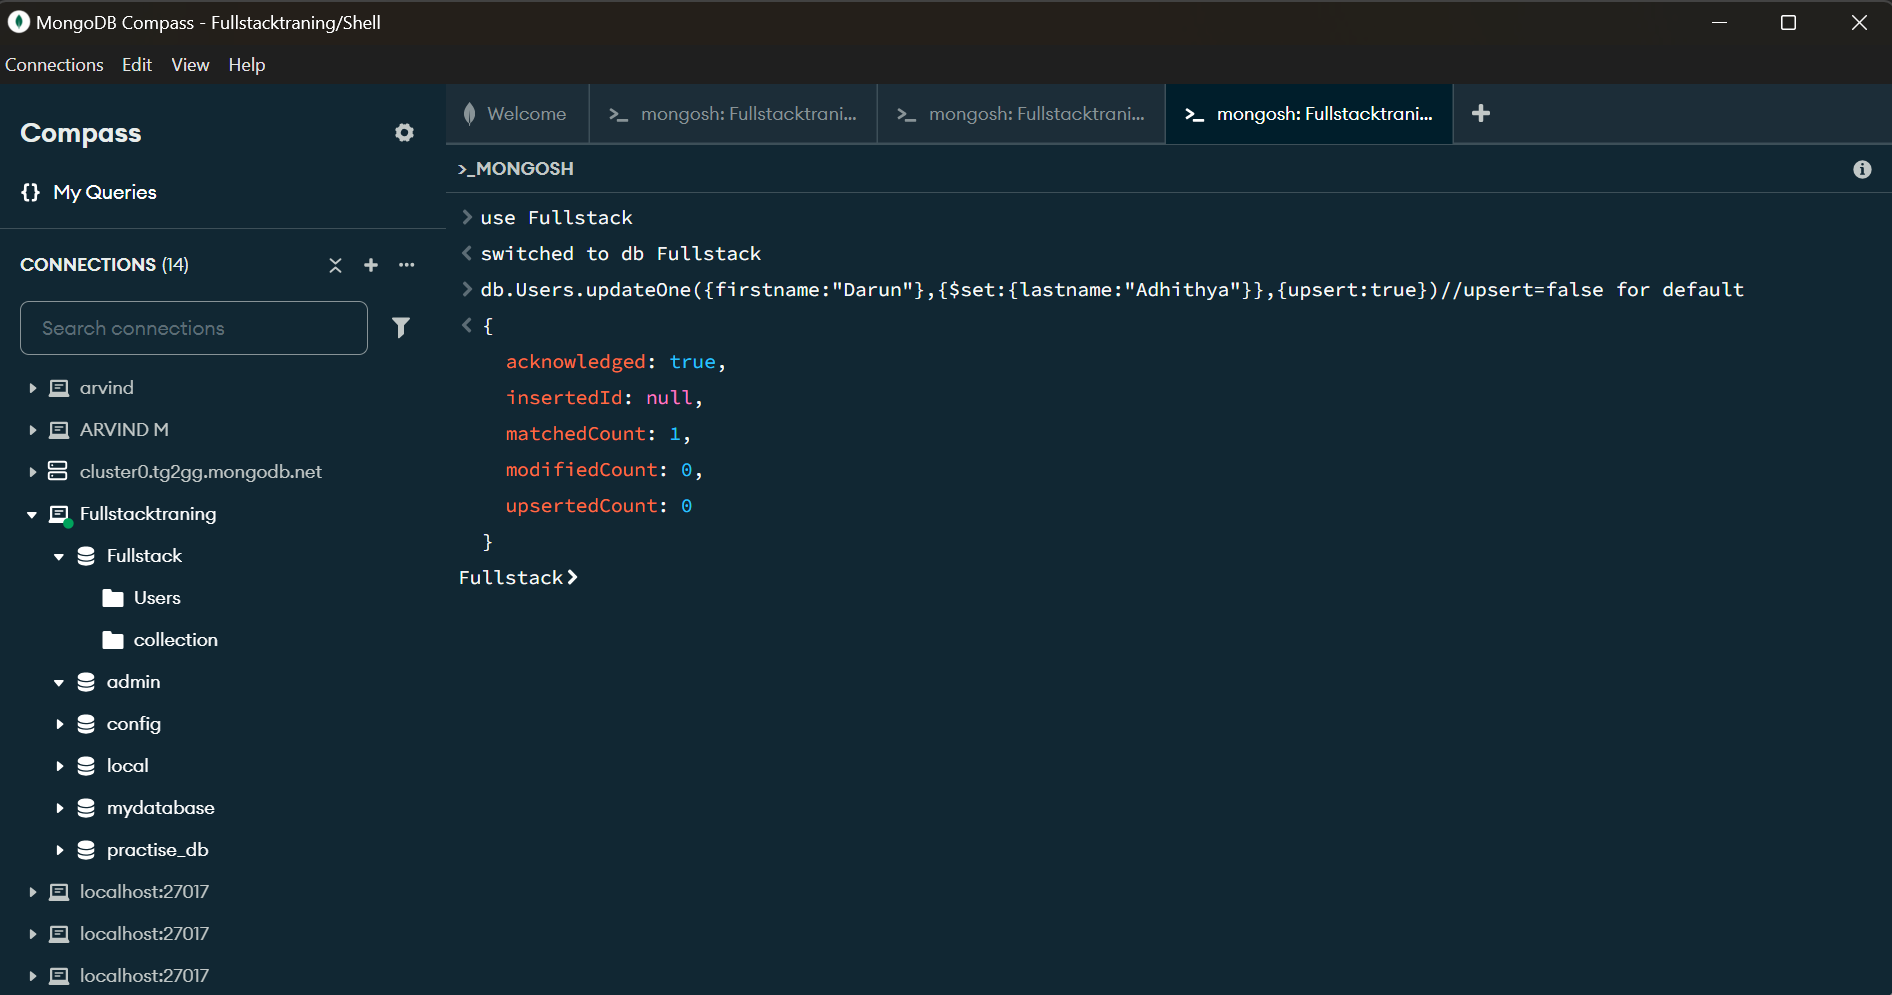 MongoDB Compass - Fullstacktraning/Shell
Connections Edit View Help
Compass
{} My Queries
CONNECTIONS (14)
Search connections
arvind
ARVIND M
cluster0.tg2gg.mongodb.net
Fullstacktraning
Fullstack
Users
collection
admin
config
local
mydatabase
practise_db
localhost:27017
localhost:27017
localhost:27017
Welcome
>_ mongosh: Fullstacktrani...
>_ mongosh: Fullstacktrani...
>_ mongosh: Fullstacktrani...
>_MONGOSH
> use Fullstack
< switched to db Fullstack
> db.Users.updateOne({firstname:"Darun"},{$set:{lastname:"Adhithya"}},{upsert:true})//upsert=false for default
< {
acknowledged: true,
insertedId: null,
matchedCount: 1,
modifiedCount: 0,
upsertedCount: 0
}
Fullstack>